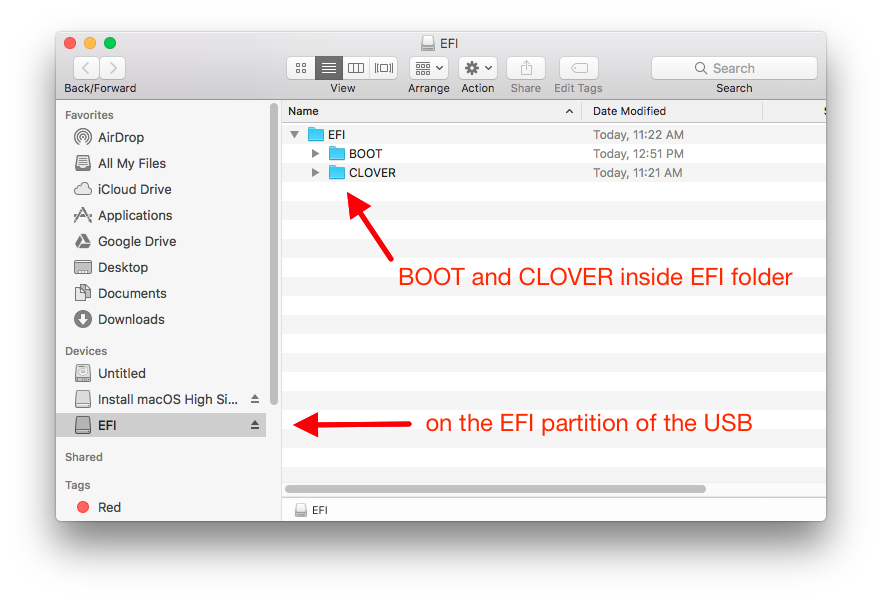 EFI
Search
Back/Forward
View
Arrange
Action
Share
Edit Tags
Search
Favorites
AirDrop
All My Files
iCloud Drive
Applications
Google Drive
Desktop
Documents
Downloads
Devices
Untitled
Install macOS High Si...
EFI
Shared
Tags
Red
Name
Date Modified
EFI
Today, 11:22 AM
BOOT
Today, 12:51 PM
CLOVER
Today, 11:21 AM
BOOT and CLOVER inside EFI folder
on the EFI partition of the USB
EFI